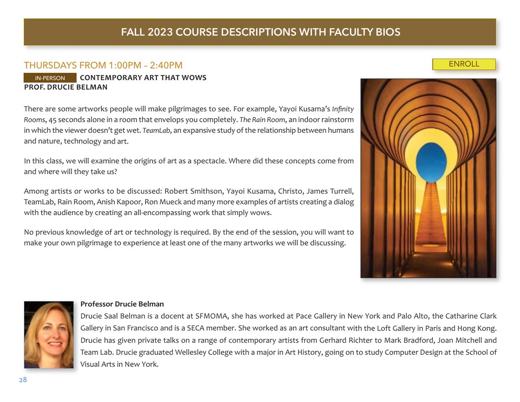 FALL 2023 COURSE DESCRIPTIONS WITH FACULTY BIOS
THURSDAYS FROM 1:00PM – 2:40PM
ENROLL
IN-PERSON CONTEMPORARY ART THAT WOWS
PROF. DRUCIE BELMAN
There are some artworks people will make pilgrimages to see. For example, Yayoi Kusama's Infinity
Rooms, 45 seconds alone in a room that envelops you completely. The Rain Room, an indoor rainstorm
in which the viewer doesn't get wet. TeamLab, an expansive study of the relationship between humans
and nature, technology and art.
In this class, we will examine the origins of art as a spectacle. Where did these concepts come from
and where will they take us?
Among artists or works to be discussed: Robert Smithson, Yayoi Kusama, Christo, James Turrell,
TeamLab, Rain Room, Anish Kapoor, Ron Mueck and many more examples of artists creating a dialog
with the audience by creating an all-encompassing work that simply wows.
No previous knowledge of art or technology is required. By the end of the session, you will want to
make your own pilgrimage to experience at least one of the many artworks we will be discussing.
Professor Drucie Belman
Drucie Saal Belman is a docent at SFMOMA, she has worked at Pace Gallery in New York and Palo Alto, the Catharine Clark
Gallery in San Francisco and is a SECA member. She worked as an art consultant with the Loft Gallery in Paris and Hong Kong.
Drucie has given private talks on a range of contemporary artists from Gerhard Richter to Mark Bradford, Joan Mitchell and
Team Lab. Drucie graduated Wellesley College with a major in Art History, going on to study Computer Design at the School of
Visual Arts in New York.
28